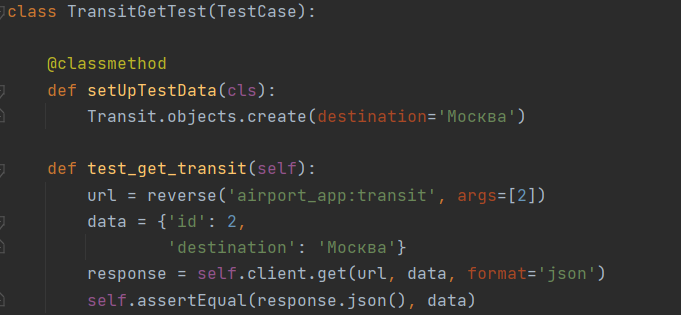 class TransitGetTest(TestCase):
@classmethod
def setUpTestData(cls):
Transit.objects.create(destination='Москва')
def test_get_transit(self):
url = reverse('airport_app:transit', args=[2])
data = {'id': 2,
'destination': 'Москва'}
response = self.client.get(url, data, format='json')
self.assertEqual(response.json(), data)